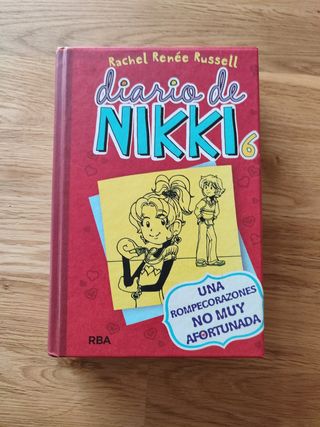 Rachel Renée Russell
diario de
NIKKI 6
UNA
ROMPECORAZONES
NO MUY
AFORTUNADA
RBA